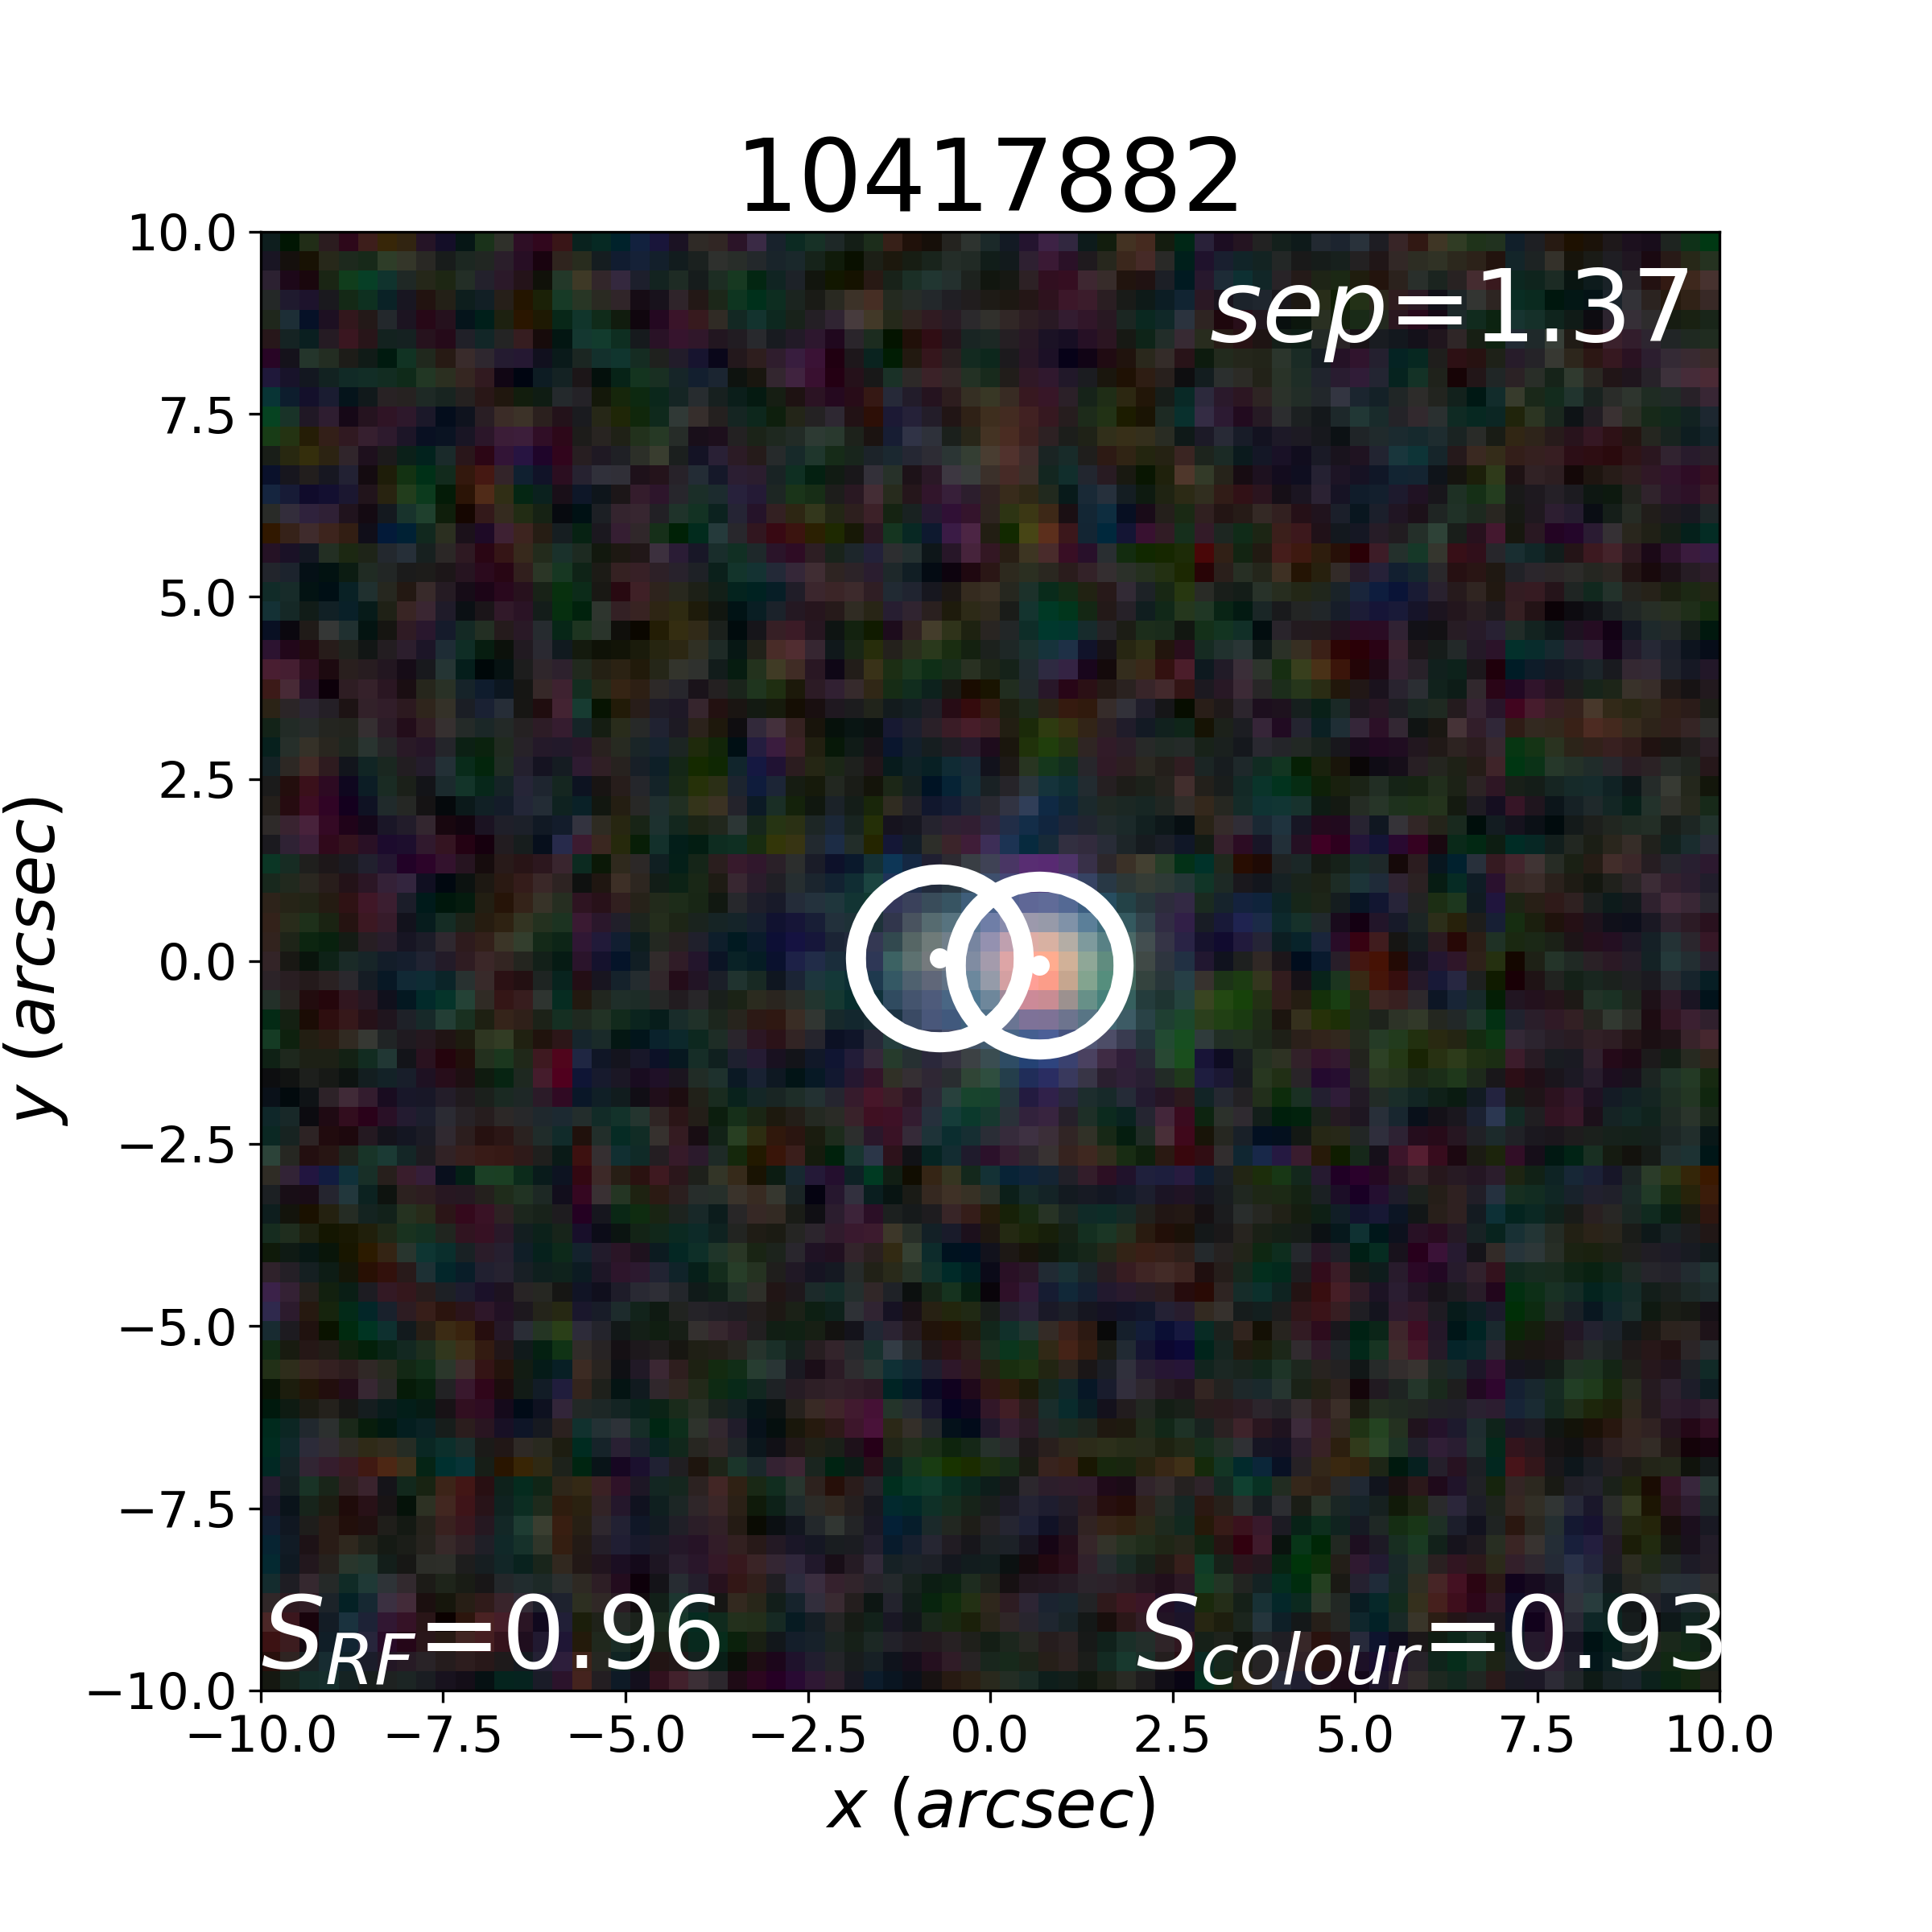 10417882
sep=1.37
S_RF=0.96
S_colour=0.93
10.0
7.5
5.0
2.5
0.0
−2.5
−5.0
−7.5
−10.0
−10.0 −7.5 −5.0 −2.5 0.0 2.5 5.0 7.5 10.0
x (arcsec)
y (arcsec)